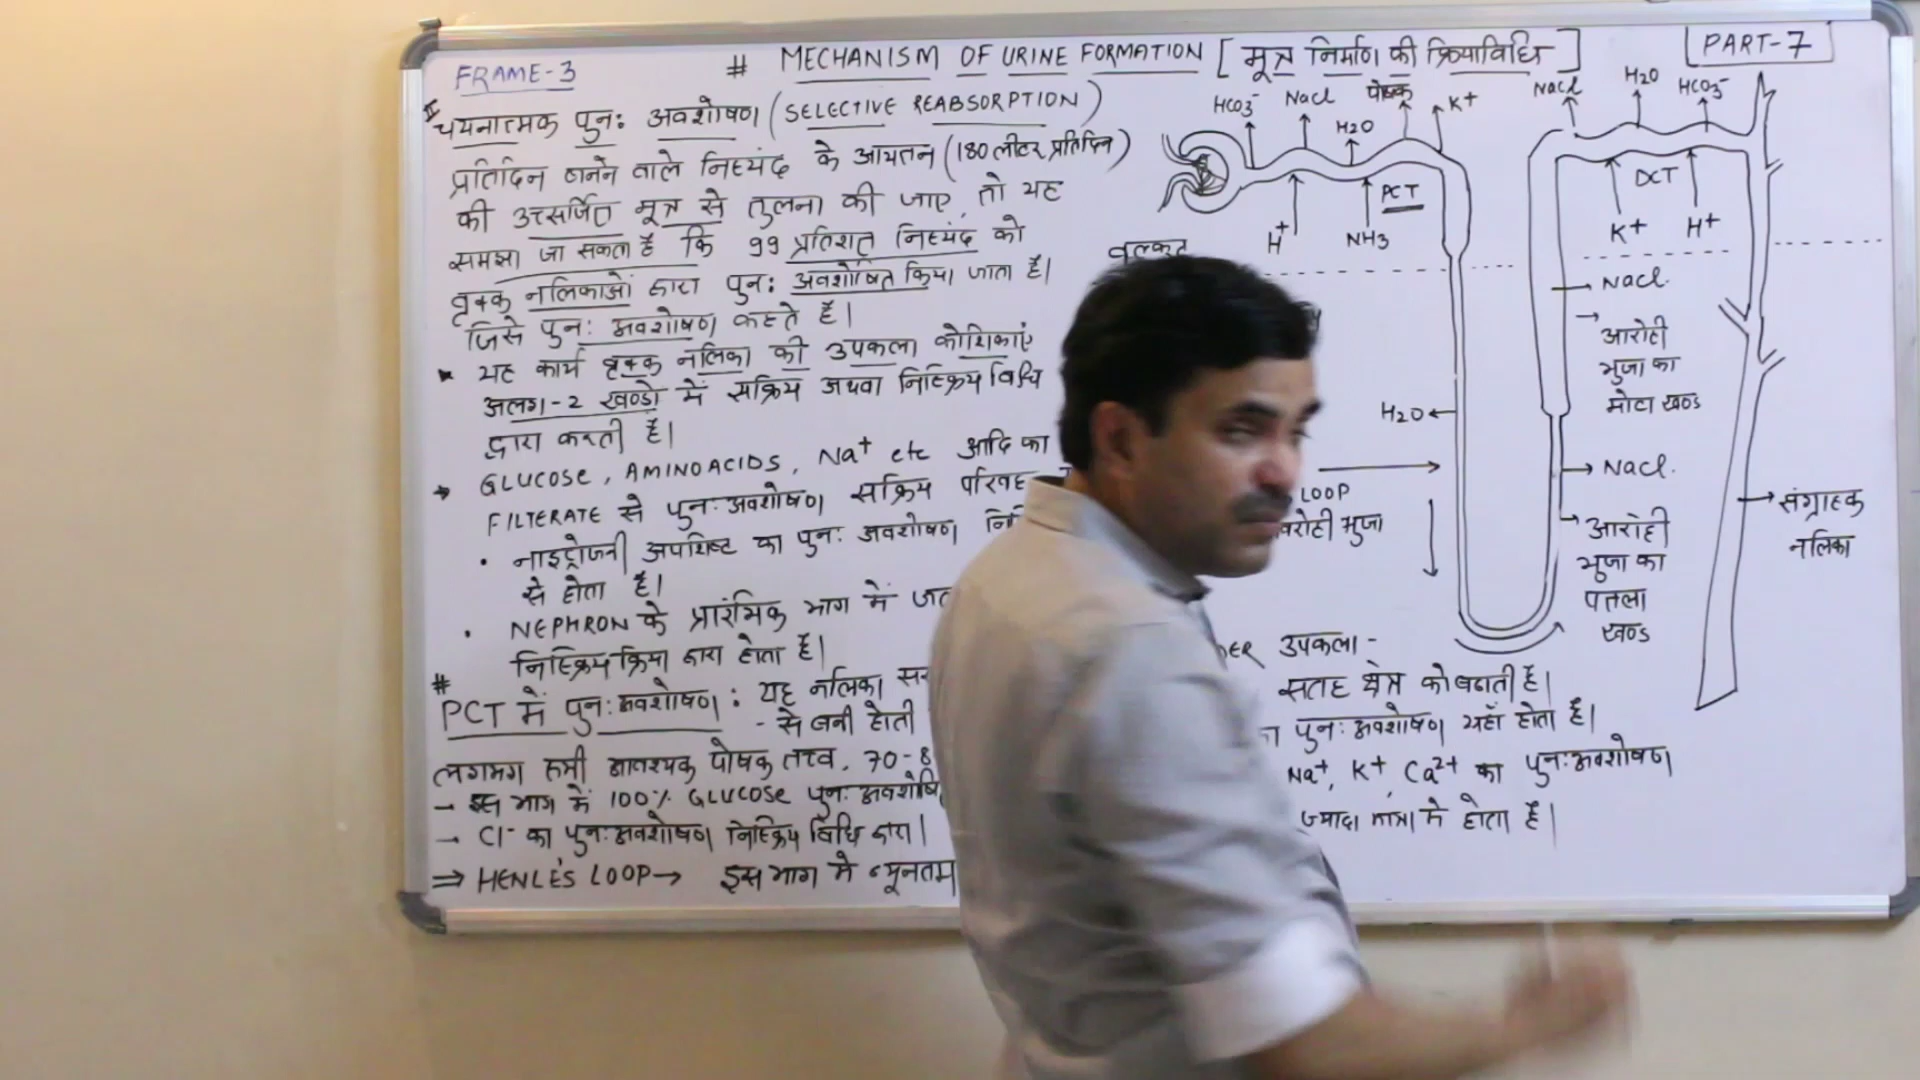 FRAME-3
# MECHANISM OF URINE FORMATION [ मूत्र निर्माण की क्रियाविधि ]
PART-7
II चयनात्मक पुनः अवशोषण (SELECTIVE REABSORPTION)
प्रतिदिन बनने वाले निस्यंद के आयतन (180 लीटर प्रतिदिन)
की उत्सर्जित मूत्र से तुलना की जाए, तो यह
समझा जा सकता है कि 99 प्रतिशत निस्यंद को
वृक्क नलिकाओं द्वारा पुनः अवशोषित किया जाता है।
जिसे पुनः अवशोषण कहते हैं।
* यह कार्य वृक्क नलिका की उपकला कोशिकाएं
अलग-2 खण्डों में सक्रिय अथवा निष्क्रिय विधि
द्वारा करती हैं।
→ GLUCOSE, AMINOACIDS, Na+ etc आदि का
FILTERATE से पुनः अवशोषण सक्रिय
• नाइट्रोजनी अपशिष्ट का पुनः अवशोषण
से होता है।
• NEPHRON के प्रारंभिक भाग में
निष्क्रिय क्रिया द्वारा होता है।
# PCT में पुनः अवशोषण : यह नलिका
- से बनी होती
लगभग सभी आवश्यक पोषक तत्व, 70-8
- इस भाग में 100% GLUCOSE पुनः
→ Cl- का पुनः अवशोषण निष्क्रिय विधि द्वारा।
⇒ HENLE'S LOOP → इस भाग में न्यूनतम
उपकला -
सतह क्षेत्र को बढ़ाती है।
पुनः अवशोषण यहाँ होता है।
Na+, K+, Ca2+ का पुनः अवशोषण
ज्यादा मात्रा में होता है।
HCO3-
NaCl
पोषक
K+
H2O
H+
NH3
PCT
वल्कुट
NaCl
H2O
HCO3-
DCT
K+
H+
NaCl
आरोही
भुजा का
मोटा खण्ड
H2O
LOOP
भुजा
NaCl
आरोही
भुजा का
पतला
खण्ड
संग्राहक
नलिका